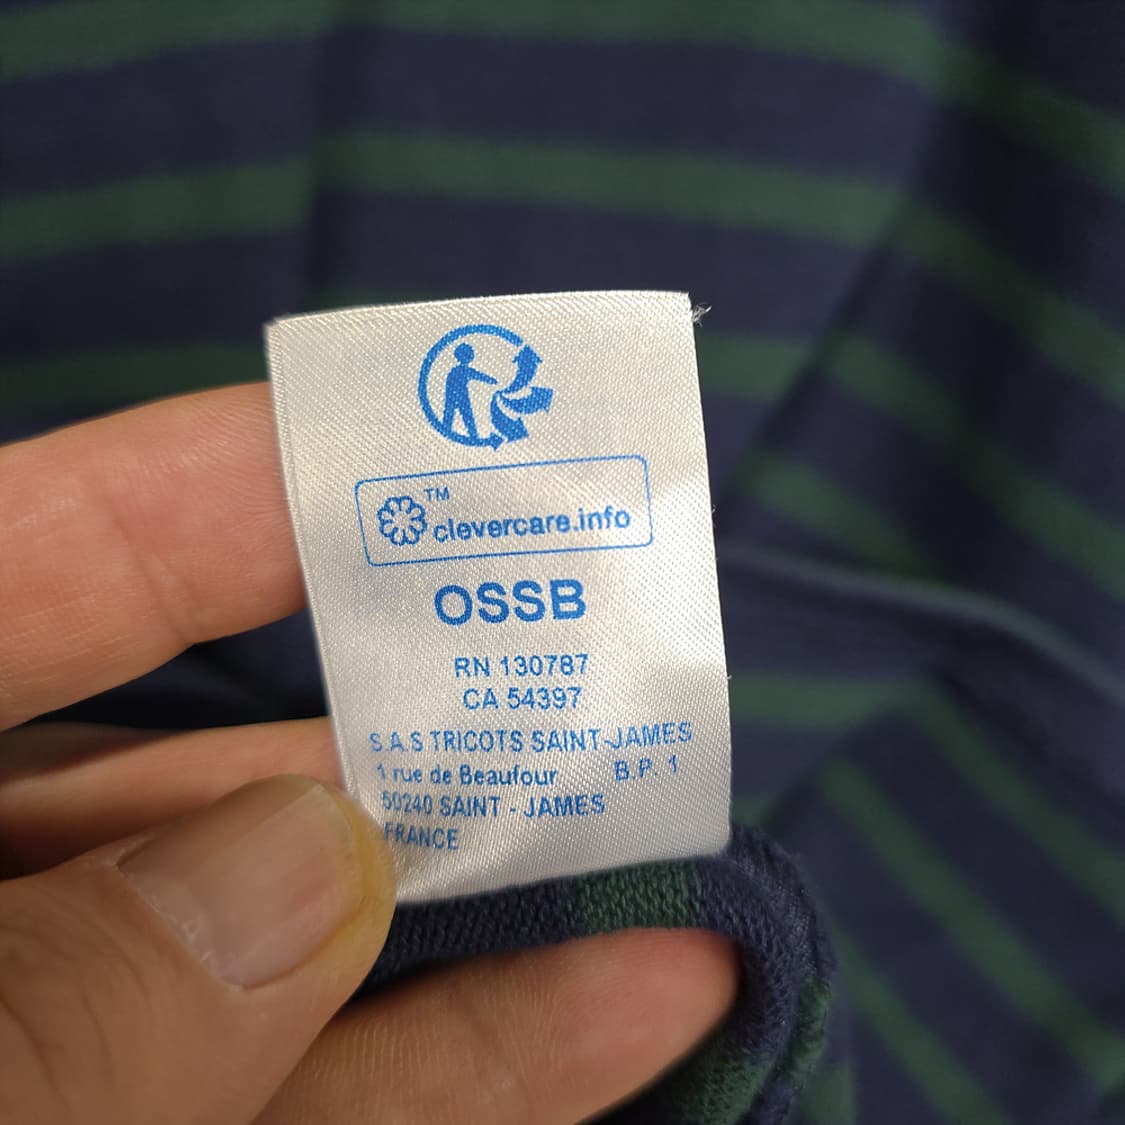 ™
clevercare.info
OSSB
RN 130787
CA 54397
S.A.S TRICOTS SAINT-JAMES
1 rue de Beaufour B.P. 1
50240 SAINT - JAMES
FRANCE